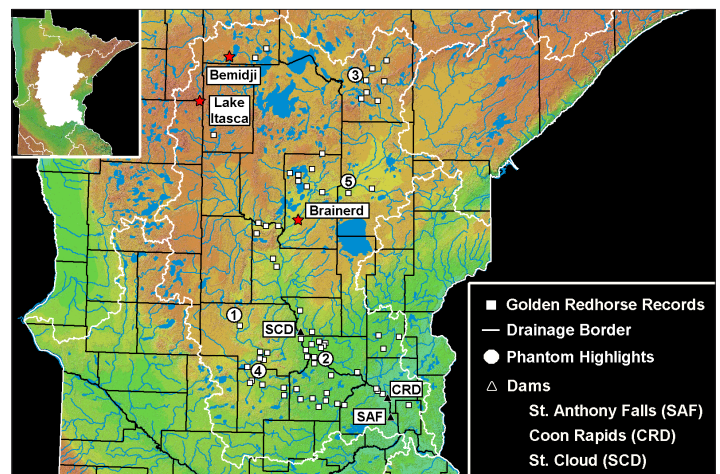 Bemidji
Lake
Itasca
3
5
Brainerd
1
SCD
2
4
CRD
SAF
Golden Redhorse Records
Drainage Border
Phantom Highlights
Dams
St. Anthony Falls (SAF)
Coon Rapids (CRD)
St. Cloud (SCD)